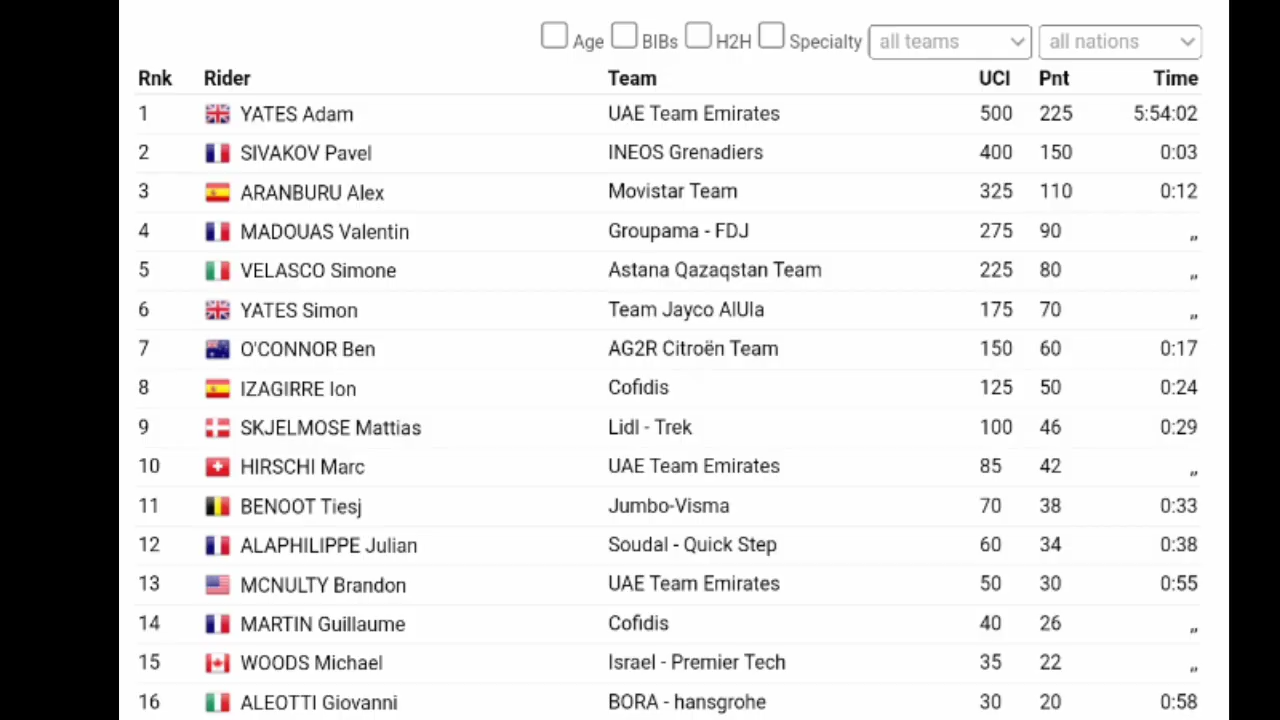 Age BIBs H2H Specialty all teams all nations
Rnk Rider Team UCI Pnt Time
1 YATES Adam UAE Team Emirates 500 225 5:54:02
2 SIVAKOV Pavel INEOS Grenadiers 400 150 0:03
3 ARANBURU Alex Movistar Team 325 110 0:12
4 MADOUAS Valentin Groupama - FDJ 275 90 „
5 VELASCO Simone Astana Qazaqstan Team 225 80 „
6 YATES Simon Team Jayco AlUla 175 70 „
7 O'CONNOR Ben AG2R Citroën Team 150 60 0:17
8 IZAGIRRE Ion Cofidis 125 50 0:24
9 SKJELMOSE Mattias Lidl - Trek 100 46 0:29
10 HIRSCHI Marc UAE Team Emirates 85 42 „
11 BENOOT Tiesj Jumbo-Visma 70 38 0:33
12 ALAPHILIPPE Julian Soudal - Quick Step 60 34 0:38
13 MCNULTY Brandon UAE Team Emirates 50 30 0:55
14 MARTIN Guillaume Cofidis 40 26 „
15 WOODS Michael Israel - Premier Tech 35 22 „
16 ALEOTTI Giovanni BORA - hansgrohe 30 20 0:58